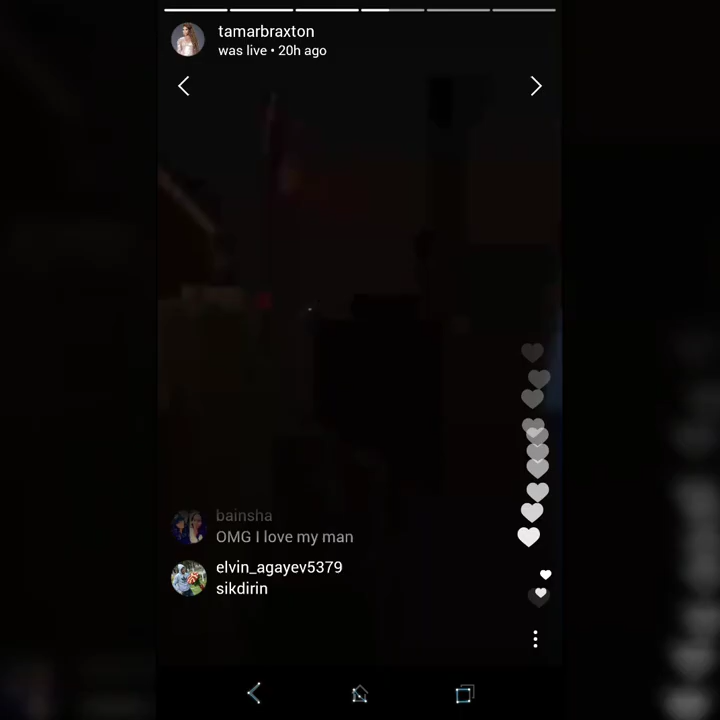 tamarbraxton
was live • 20h ago
bainsha
OMG I love my man
elvin_agayev5379
sikdirin